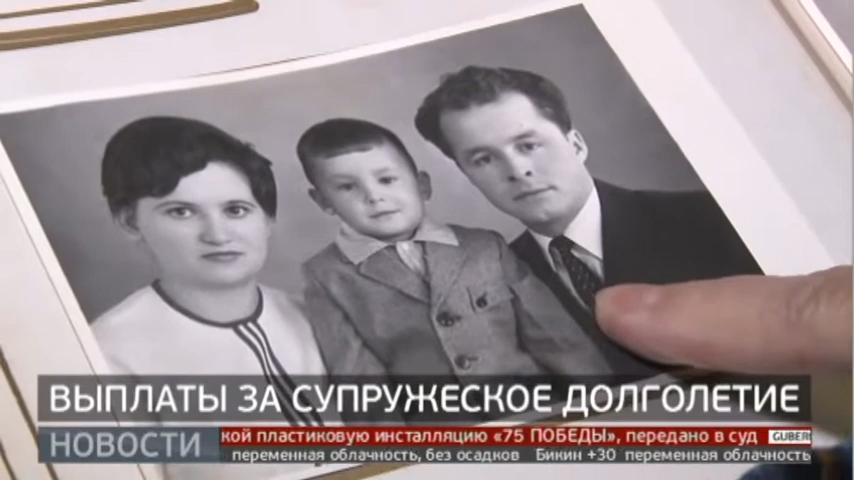 ВЫПЛАТЫ ЗА СУПРУЖЕСКОЕ ДОЛГОЛЕТИЕ
НОВОСТИ
КОЙ ПЛАСТИКОВУЮ ИНСТАЛЛЯЦИЮ «75 ПОБЕДЫ», ПЕРЕДАНО В СУД GUBER
переменная облачность, без осадков Бикин +30 переменная облачность